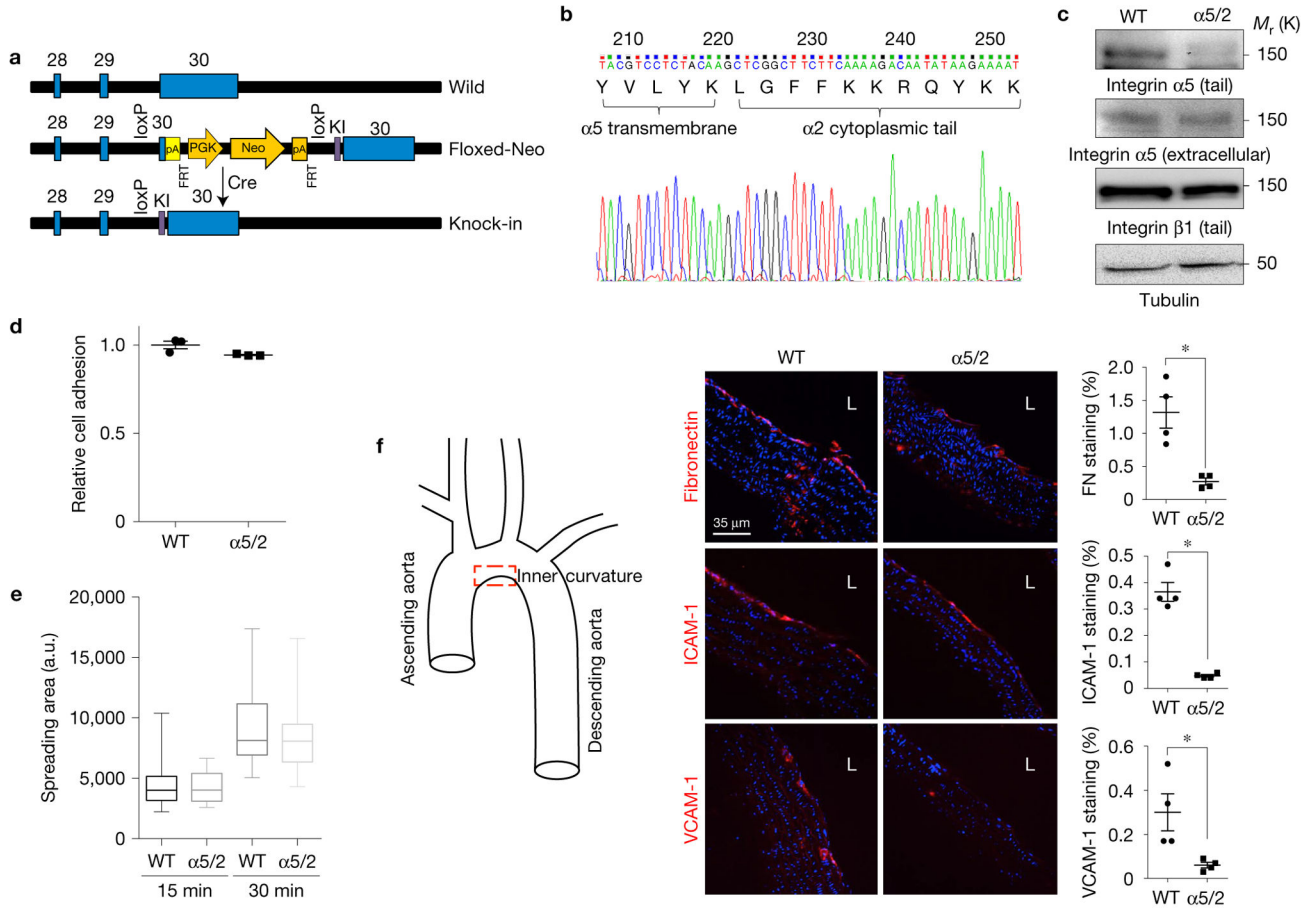 a
28 29 30
Wild
28 29 loxP 30 pA FRT PGK Neo pA FRT loxP KI 30
Floxed-Neo
Cre
28 29 loxP KI 30
Knock-in
b
210 220 230 240 250
TACGTCCTCTACAAGCTCGGCTTCTTCAAAAGACAATATAAGAAAAT
Y V L Y K L G F F K K R Q Y K K
α5 transmembrane
α2 cytoplasmic tail
c
WT α5/2 Mr (K)
150
Integrin α5 (tail)
150
Integrin α5 (extracellular)
150
Integrin β1 (tail)
50
Tubulin
d
Relative cell adhesion
1.0
0.5
0
WT α5/2
e
Spreading area (a.u.)
20,000
15,000
10,000
5,000
0
WT α5/2 WT α5/2
15 min 30 min
f
Ascending aorta
Inner curvature
Descending aorta
WT α5/2
Fibronectin
L L
35 μm
ICAM-1
L L
VCAM-1
L L
FN staining (%)
*
2.0
1.5
1.0
0.5
0
WT α5/2
ICAM-1 staining (%)
*
0.5
0.4
0.3
0.2
0.1
0
WT α5/2
VCAM-1 staining (%)
*
0.6
0.4
0.2
0
WT α5/2